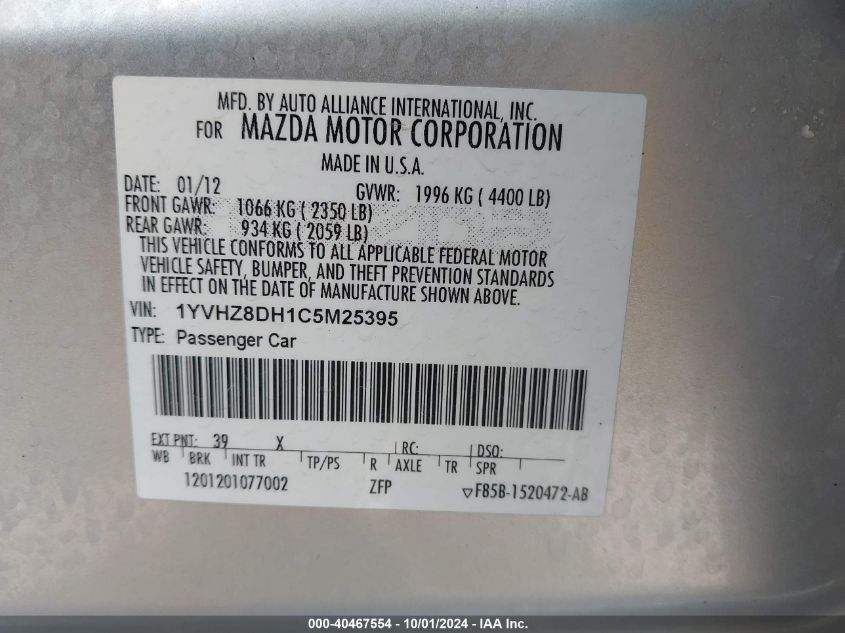 MFD. BY AUTO ALLIANCE INTERNATIONAL, INC.
FOR MAZDA MOTOR CORPORATION
MADE IN U.S.A.
DATE: 01/12 GVWR: 1996 KG ( 4400 LB)
FRONT GAWR: 1066 KG ( 2350 LB)
REAR GAWR: 934 KG ( 2059 LB)
THIS VEHICLE CONFORMS TO ALL APPLICABLE FEDERAL MOTOR
VEHICLE SAFETY, BUMPER, AND THEFT PREVENTION STANDARDS
IN EFFECT ON THE DATE OF MANUFACTURE SHOWN ABOVE.
VIN: 1YVHZ8DH1C5M25395
TYPE: Passenger Car
EXT PNT: 39 X RC: DSO:
WB BRK INT TR TP/PS R AXLE TR SPR
1201201077002 ZFP ▽F85B-1520472-AB
000-40467554 - 10/01/2024 - IAA Inc.